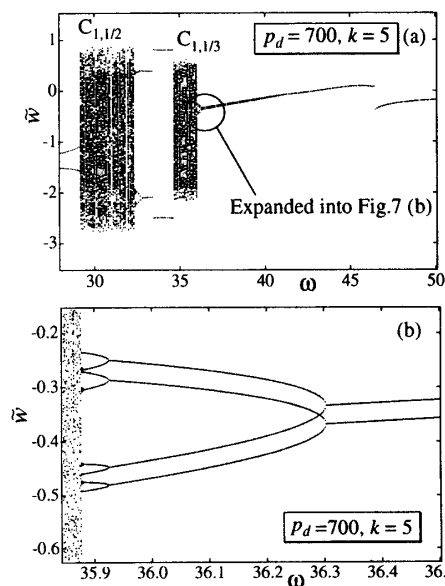 C1,1/2
C1,1/3
pd = 700, k = 5
(a)
1
0
-1
-2
-3
w̃
Expanded into Fig.7 (b)
30
35
40
45
50
ω
(b)
-0.2
-0.3
-0.4
-0.5
-0.6
w̃
pd =700, k = 5
35.9
36.0
36.1
36.2
36.3
36.4
36.
ω